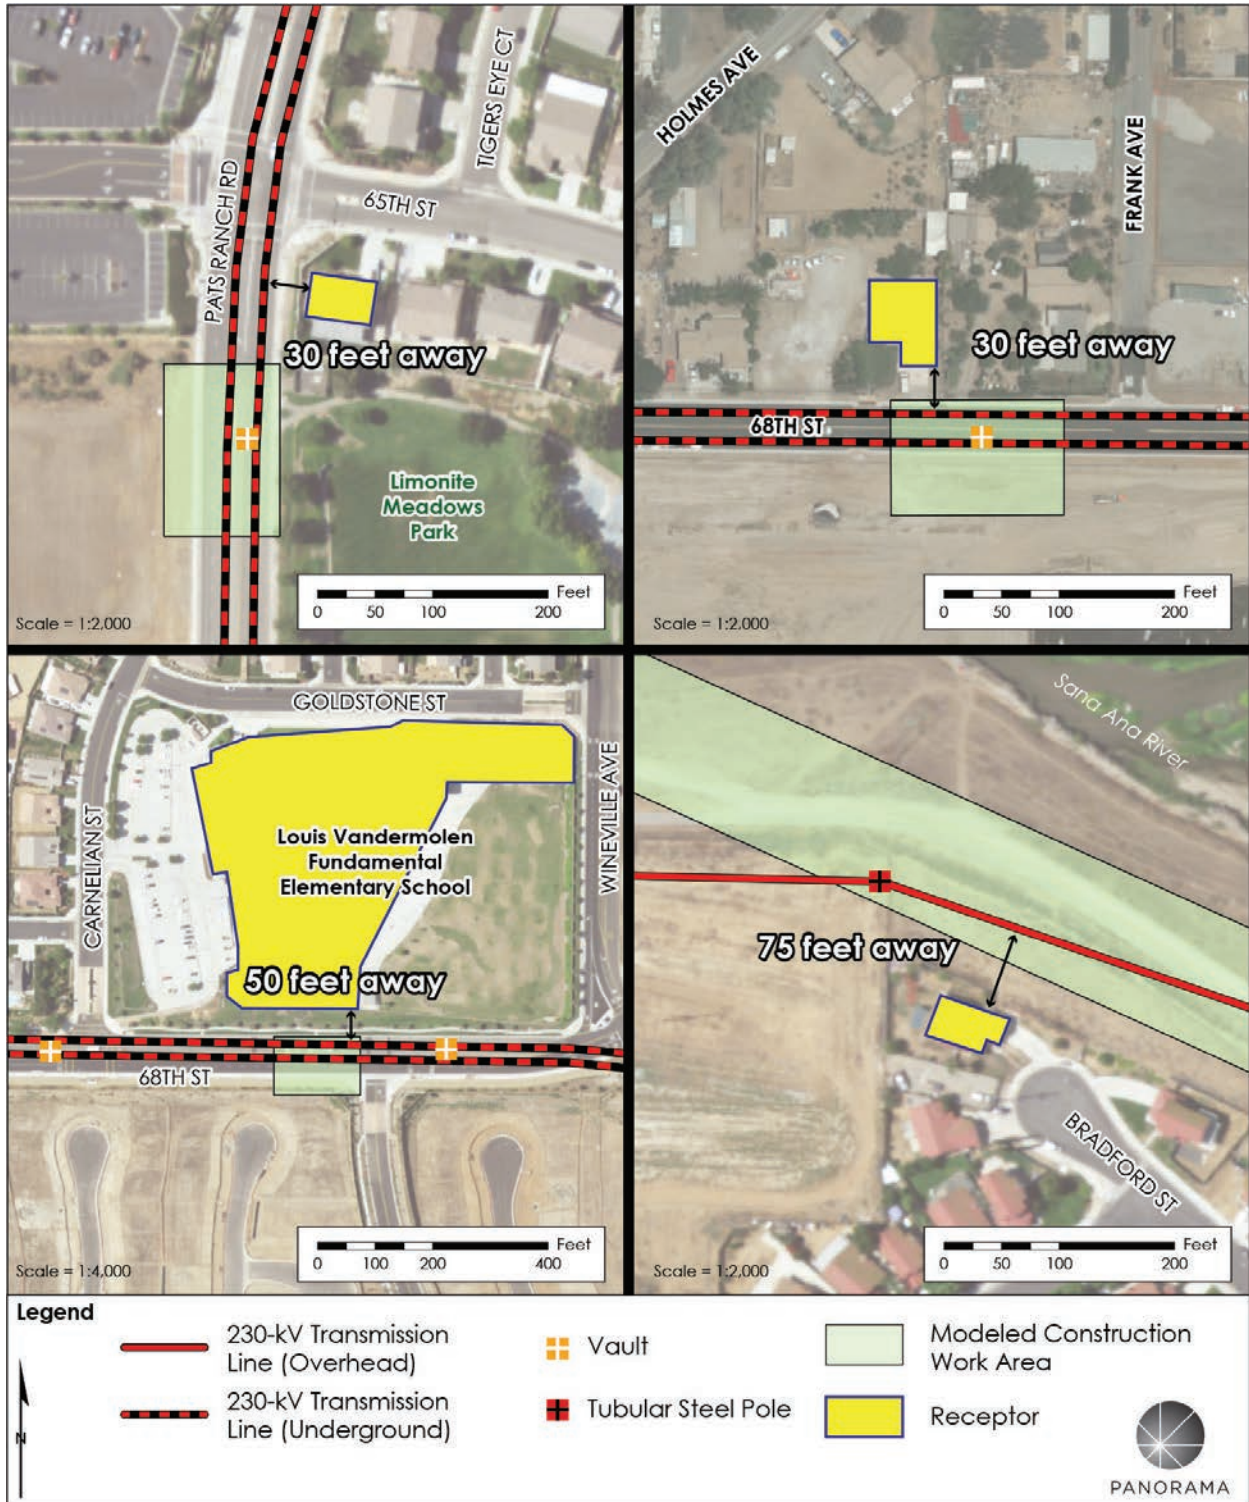 PATS RANCH RD
TIGERS EYE CT
65TH ST
30 feet away
Limonite
Meadows
Park
Feet
0 50 100 200
Scale = 1:2,000
HOLMES AVE
FRANK AVE
30 feet away
68TH ST
Feet
0 50 100 200
Scale = 1:2,000
GOLDSTONE ST
CARNELIAN ST
WINEVILLE AVE
Louis Vandermolen
Fundamental
Elementary School
50 feet away
68TH ST
Feet
0 100 200 400
Scale = 1:4,000
Sana Ana River
75 feet away
BRADFORD ST
Feet
0 50 100 200
Scale = 1:2,000
Legend
N
230-kV Transmission
Line (Overhead)
230-kV Transmission
Line (Underground)
Vault
Tubular Steel Pole
Modeled Construction
Work Area
Receptor
PANORAMA